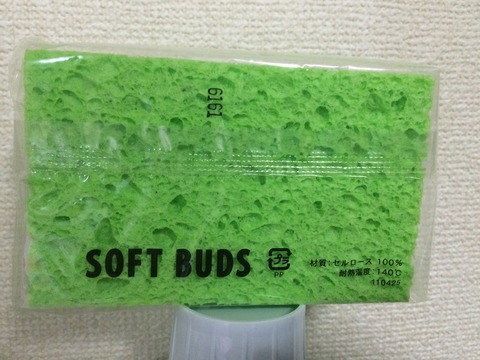 6161
SOFT BUDS
プラ
PP
材質:セルロース 100%
耐熱温度:140℃
110425